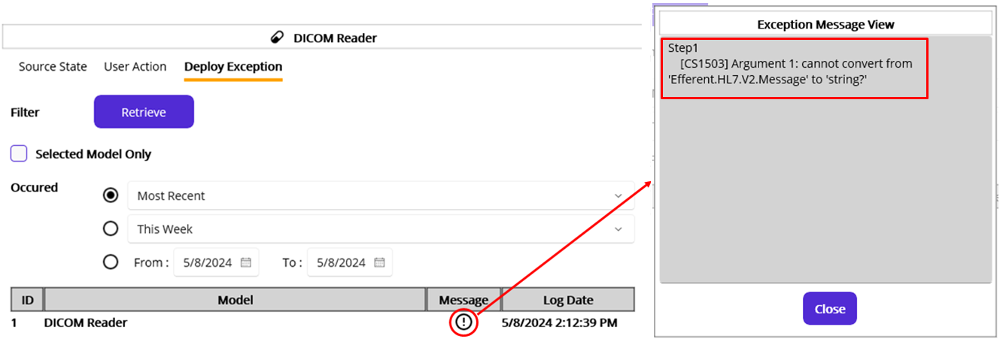 DICOM Reader
Source State User Action Deploy Exception
Filter Retrieve
Selected Model Only
Occured
Most Recent
This Week
From : 5/8/2024 To : 5/8/2024
ID Model Message Log Date
1 DICOM Reader 5/8/2024 2:12:39 PM
Exception Message View
Step1
[CS1503] Argument 1: cannot convert from
'Efferent.HL7.V2.Message' to 'string?'
Close